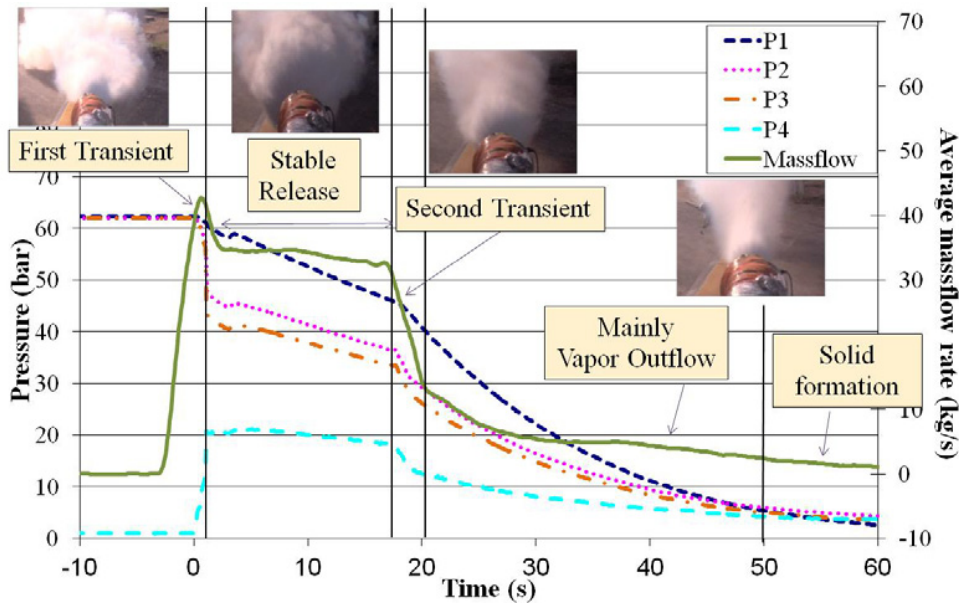 P1
P2
P3
P4
Massflow
First Transient
Stable
Release
Second Transient
Mainly
Vapor Outflow
Solid
formation
Pressure (bar)
70
60
50
40
30
20
10
0
Average massflow rate (kg/s)
70
60
50
40
30
0
-10
-10
0
10
20
30
40
50
60
Time (s)